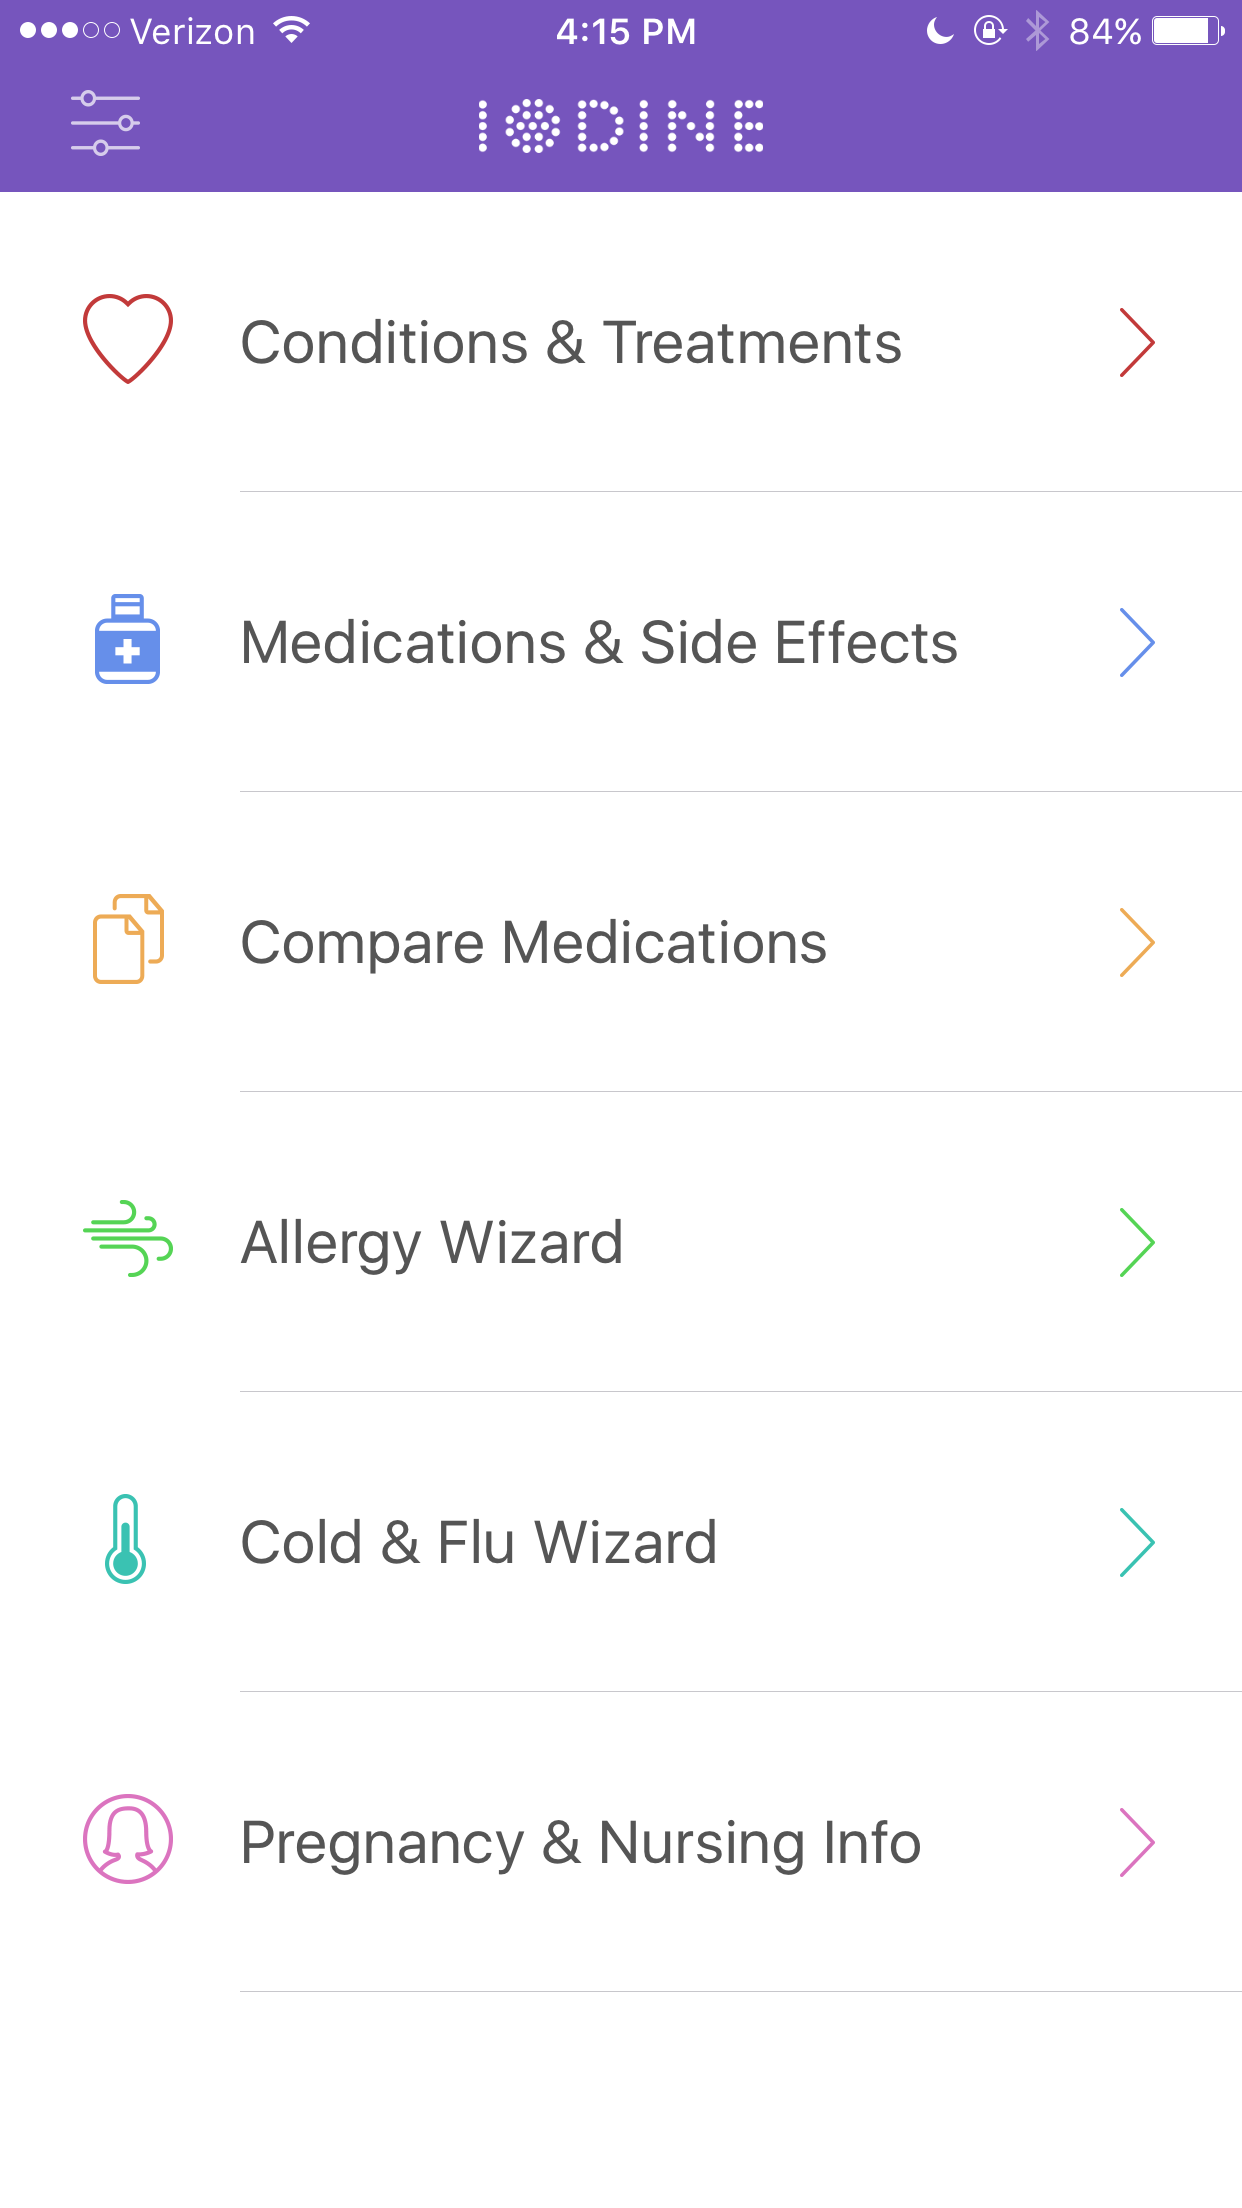 Verizon 4:15 PM 84%
IODINE
Conditions & Treatments
Medications & Side Effects
Compare Medications
Allergy Wizard
Cold & Flu Wizard
Pregnancy & Nursing Info